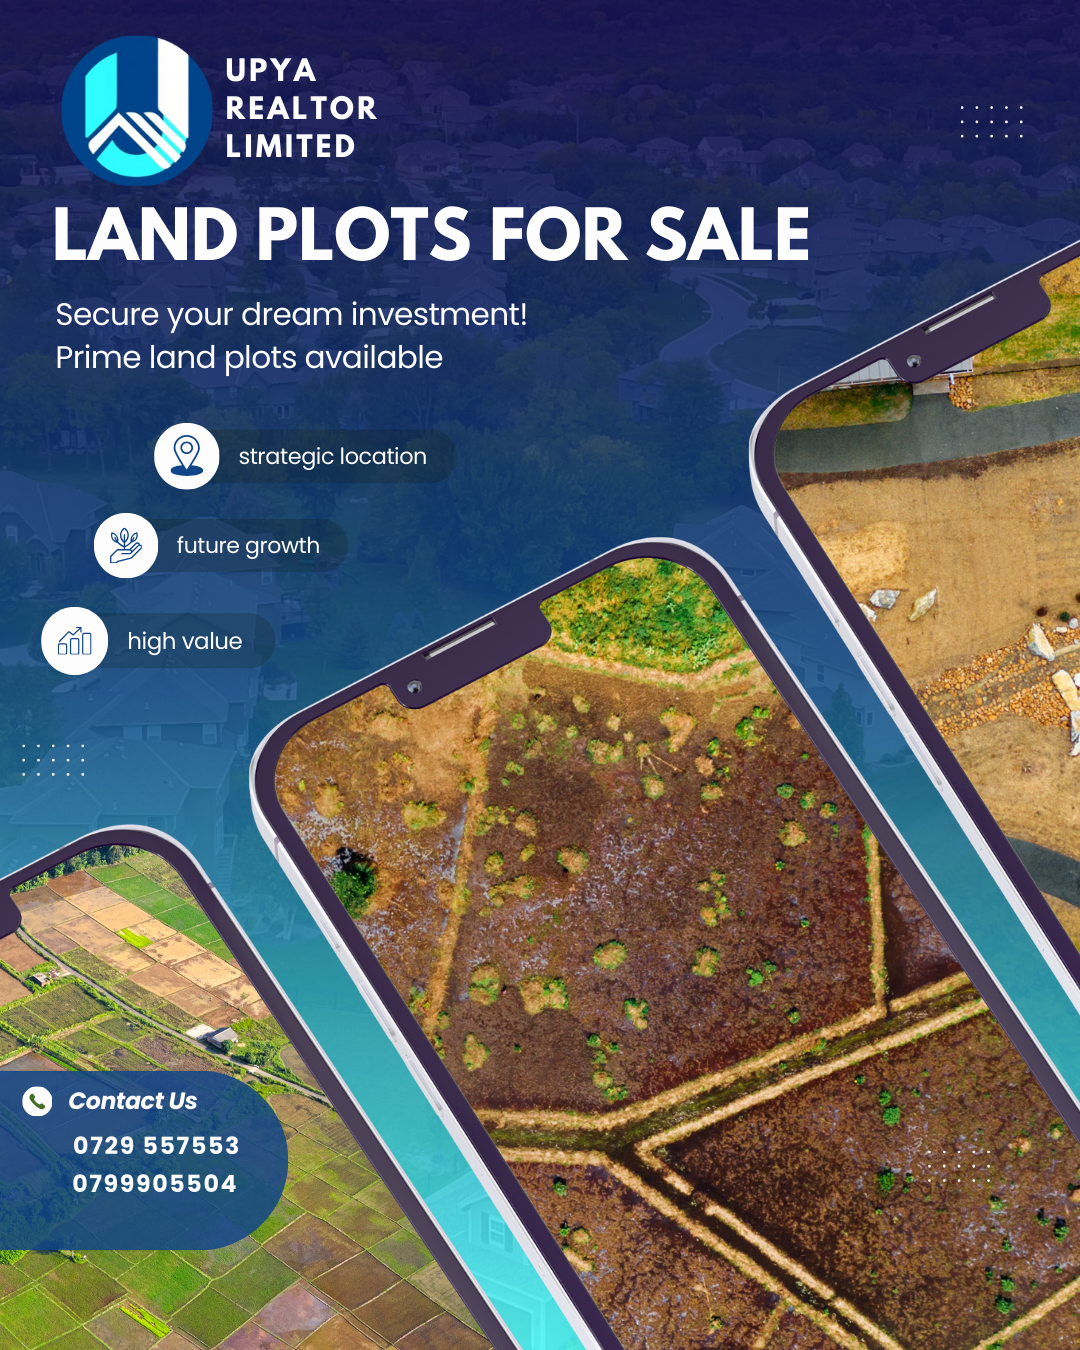 UPYA
REALTOR
LIMITED
LAND PLOTS FOR SALE
Secure your dream investment!
Prime land plots available
strategic location
future growth
high value
Contact Us
0729 557553
0799905504